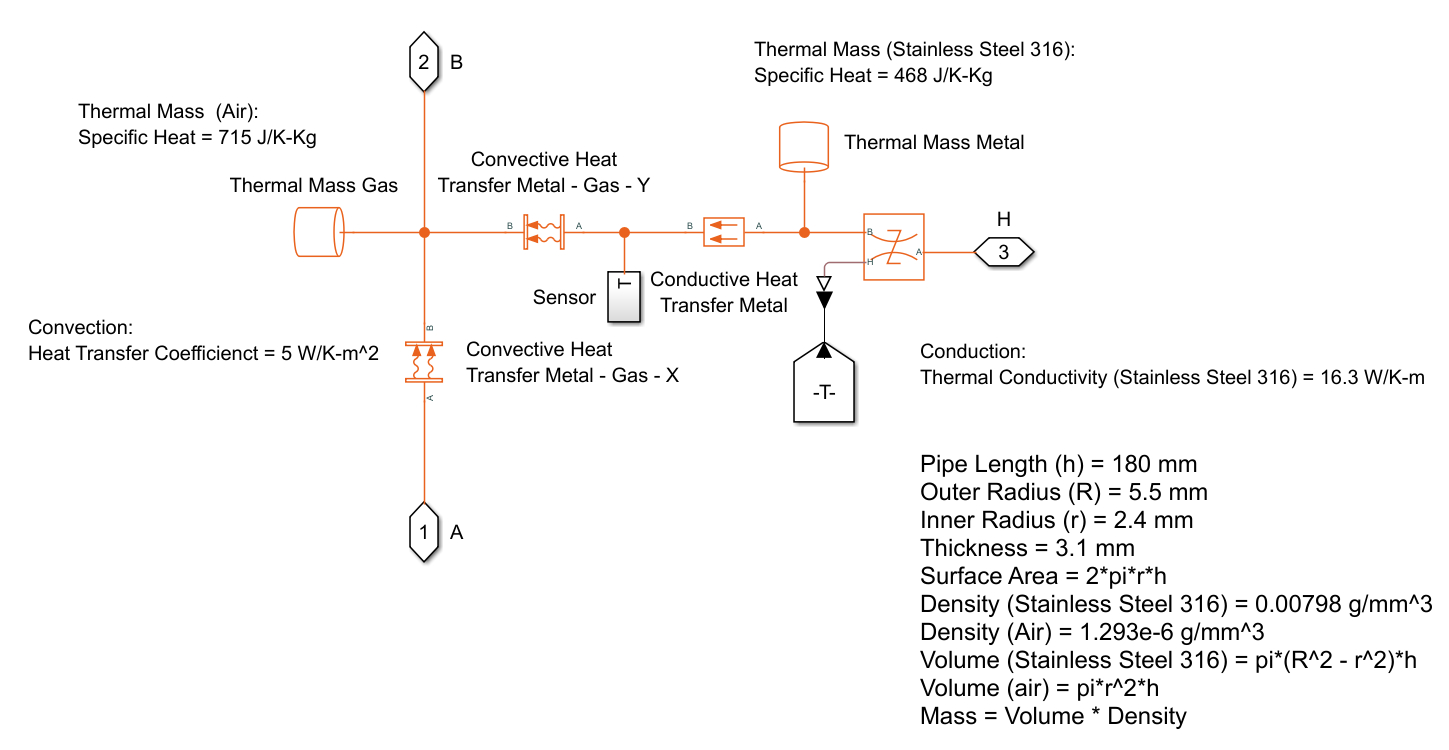 2
B
Thermal Mass (Stainless Steel 316):
Specific Heat = 468 J/K-Kg
Thermal Mass  (Air):
Specific Heat = 715 J/K-Kg
Thermal Mass Metal
Convective Heat
Transfer Metal - Gas - Y
Thermal Mass Gas
B
A
B
A
B
H
A
H
3
T
Sensor
Conductive Heat
Transfer Metal
B
A
Convection:
Heat Transfer Coefficienct = 5 W/K-m^2
Convective Heat
Transfer Metal - Gas - X
-T-
Conduction:
Thermal Conductivity (Stainless Steel 316) = 16.3 W/K-m
1
A
Pipe Length (h) = 180 mm
Outer Radius (R) = 5.5 mm
Inner Radius (r) = 2.4 mm
Thickness = 3.1 mm
Surface Area = 2*pi*r*h
Density (Stainless Steel 316) = 0.00798 g/mm^3
Density (Air) = 1.293e-6 g/mm^3
Volume (Stainless Steel 316) = pi*(R^2 - r^2)*h
Volume (air) = pi*r^2*h
Mass = Volume * Density